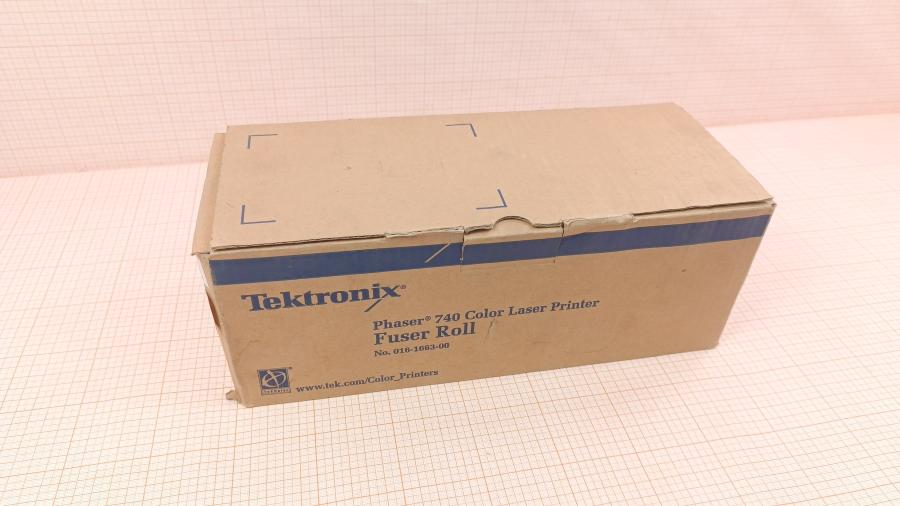 Tektronix®
Phaser® 740 Color Laser Printer
Fuser Roll
No. 016-1663-00
www.tek.com/Color_Printers